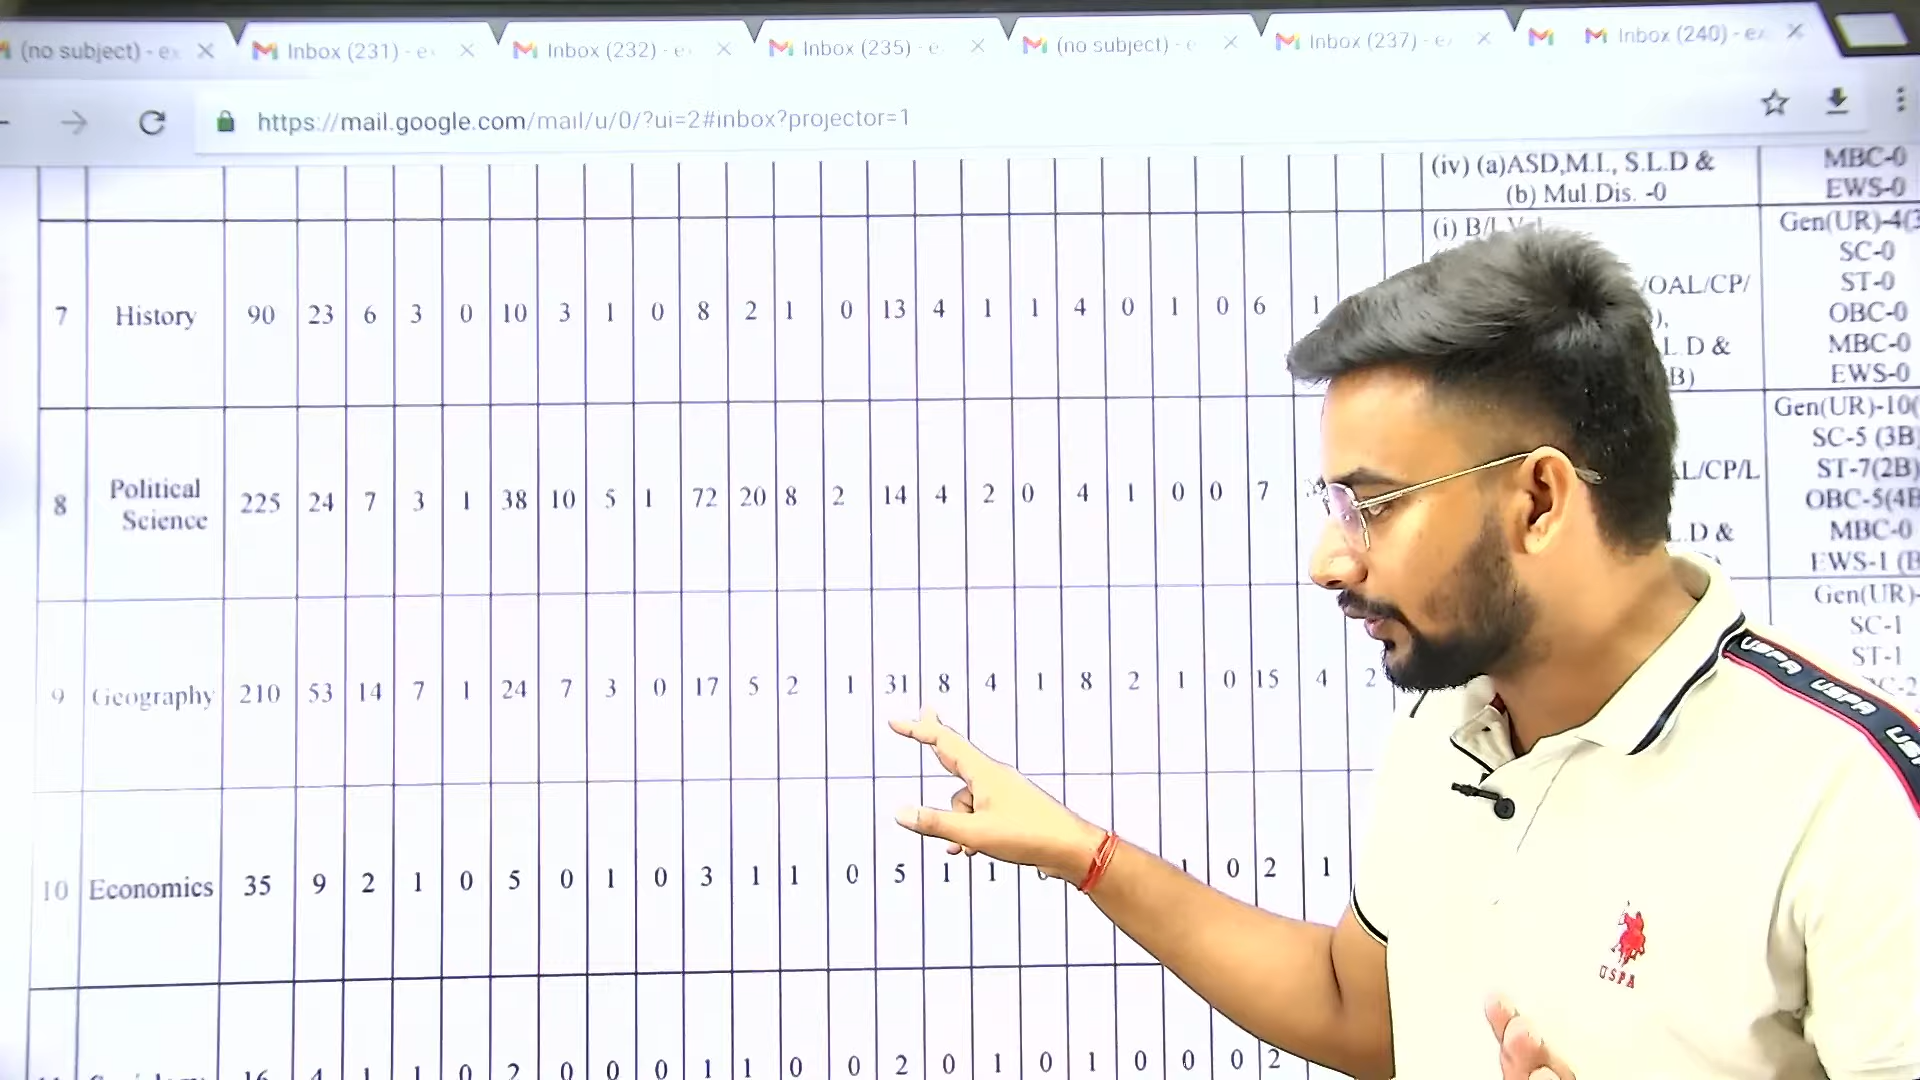 (no subject) - ex
Inbox (231) - e
Inbox (232) - e
Inbox (235) - e
(no subject) - e
Inbox (237) - e
Inbox (240) - ex
https://mail.google.com/mail/u/0/?ui=2#inbox?projector=1
(iv) (a)ASD,M.I., S.L.D &
(b) Mul.Dis. -0
MBC-0
EWS-0
7 History 90 23 6 3 0 10 3 1 0 8 2 1 0 13 4 1 1 4 0 1 0 6 1
(i) B/L
/OAL/CP/
L.D &
B)
Gen(UR)-4(3
SC-0
ST-0
OBC-0
MBC-0
EWS-0
8 Political Science 225 24 7 3 1 38 10 5 1 72 20 8 2 14 4 2 0 4 1 0 0 7
AL/CP/L
L.D &
Gen(UR)-10(
SC-5 (3B)
ST-7(2B)
OBC-5(4B
MBC-0
EWS-1 (B
9 Geography 210 53 14 7 1 24 7 3 0 17 5 2 1 31 8 4 1 8 2 1 0 15 4 2
Gen(UR)-
SC-1
ST-1
C-2
10 Economics 35 9 2 1 0 5 0 1 0 3 1 1 0 5 1 1 1 0 2 1
16 4 1 1 0 2 0 0 0 1 1 0 0 2 0 1 0 1 0 0 0 2
USPA USPA US
USPA